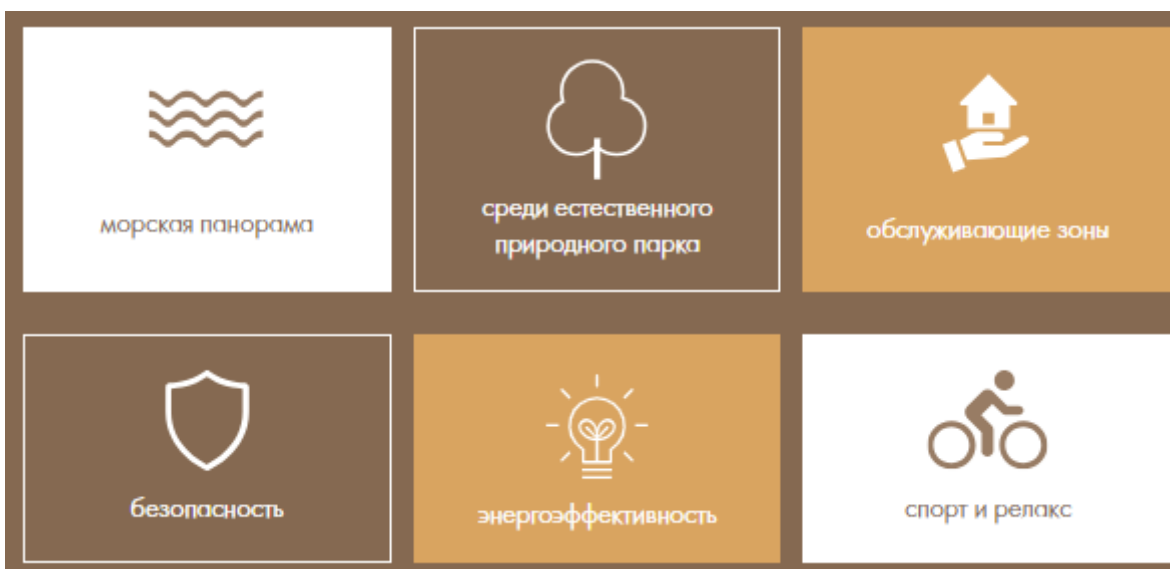 морская панорама
среди естественного
природного парка
обслуживающие зоны
безопасность
энергоэффективность
спорт и релакс